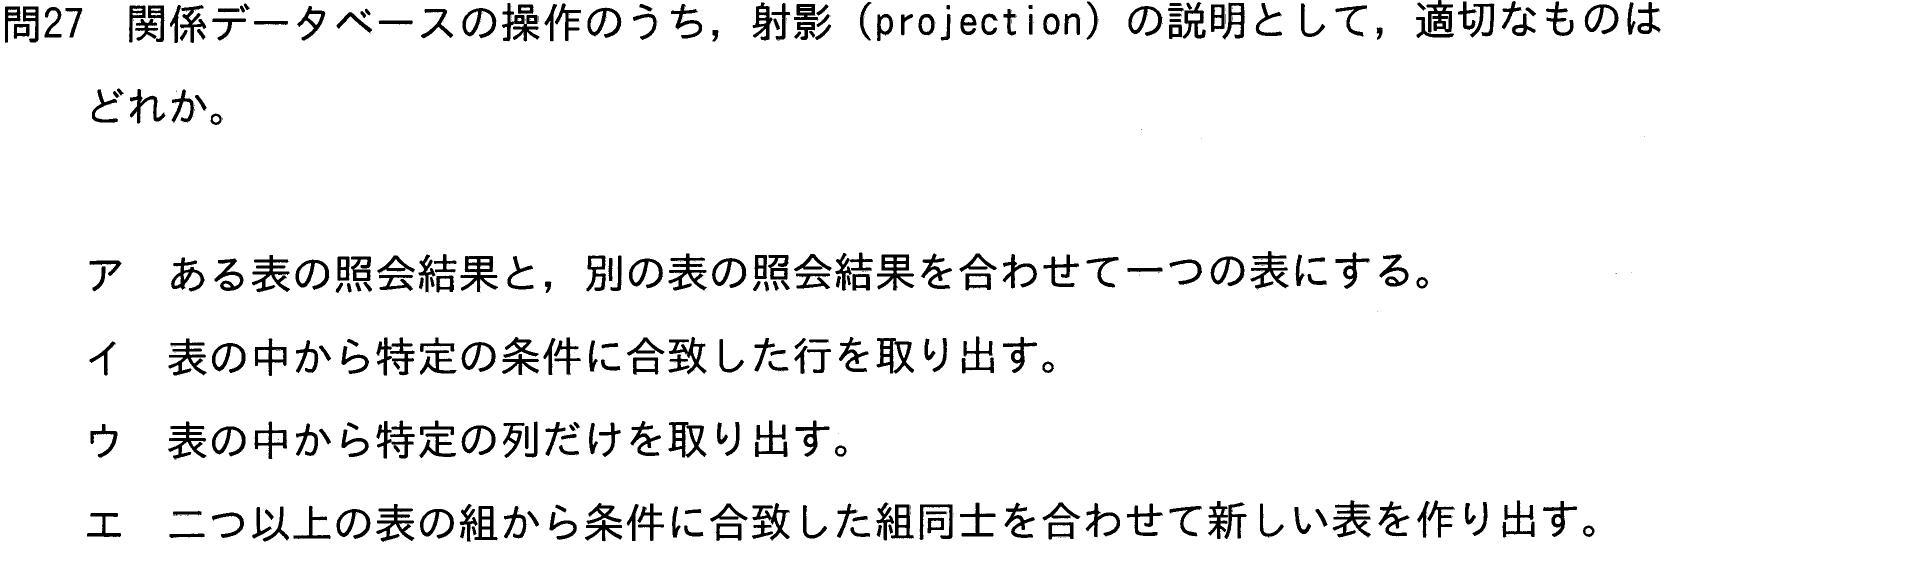 問27　関係データベースの操作のうち，射影（projection）の説明として，適切なものは
どれか。
ア　ある表の照会結果と，別の表の照会結果を合わせて一つの表にする。
イ　表の中から特定の条件に合致した行を取り出す。
ウ　表の中から特定の列だけを取り出す。
エ　二つ以上の表の組から条件に合致した組同士を合わせて新しい表を作り出す。